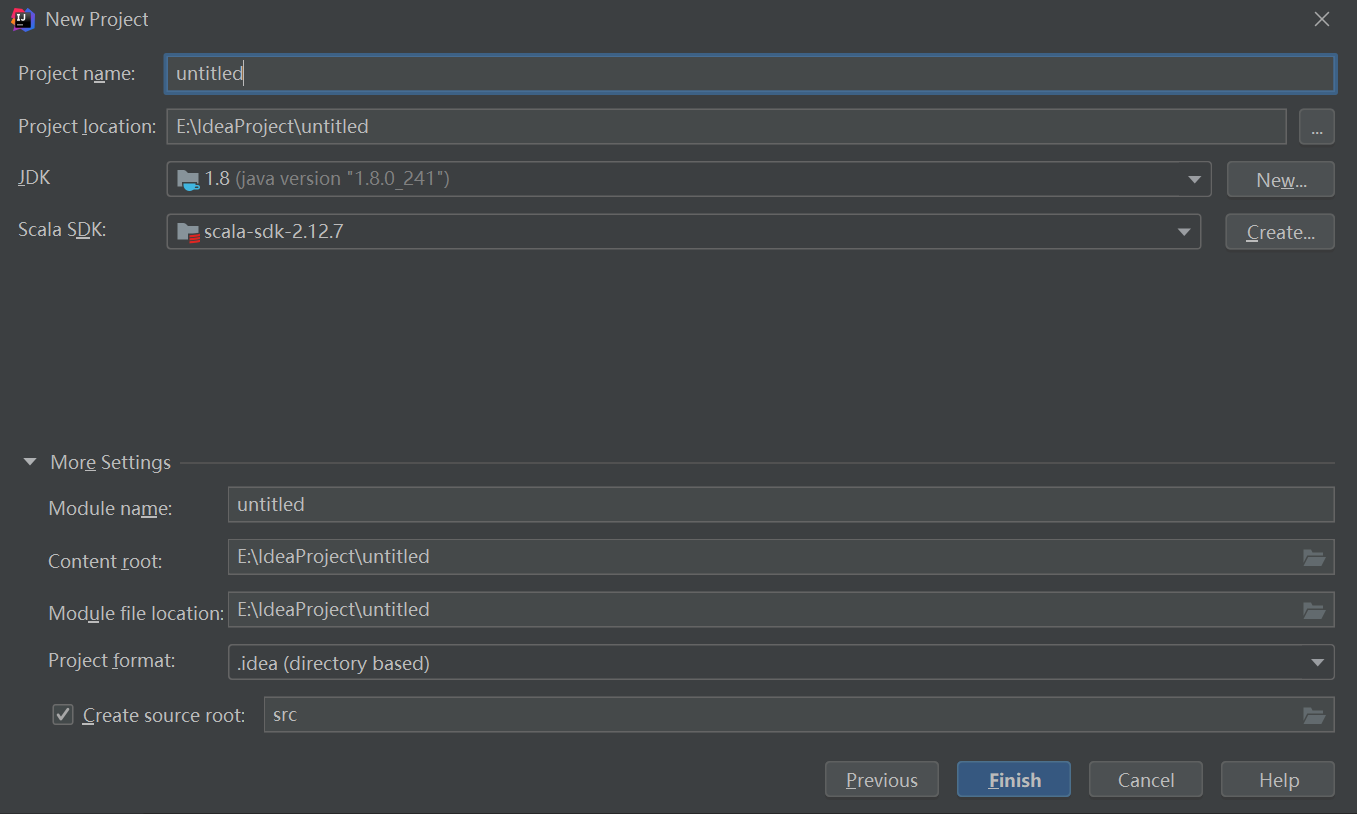 New Project
Project name: untitled
Project location: E:\IdeaProject\untitled ...
JDK 1.8 (java version "1.8.0_241") New...
Scala SDK: scala-sdk-2.12.7 Create...
More Settings
Module name: untitled
Content root: E:\IdeaProject\untitled
Module file location: E:\IdeaProject\untitled
Project format: .idea (directory based)
Create source root: src
Previous Finish Cancel Help